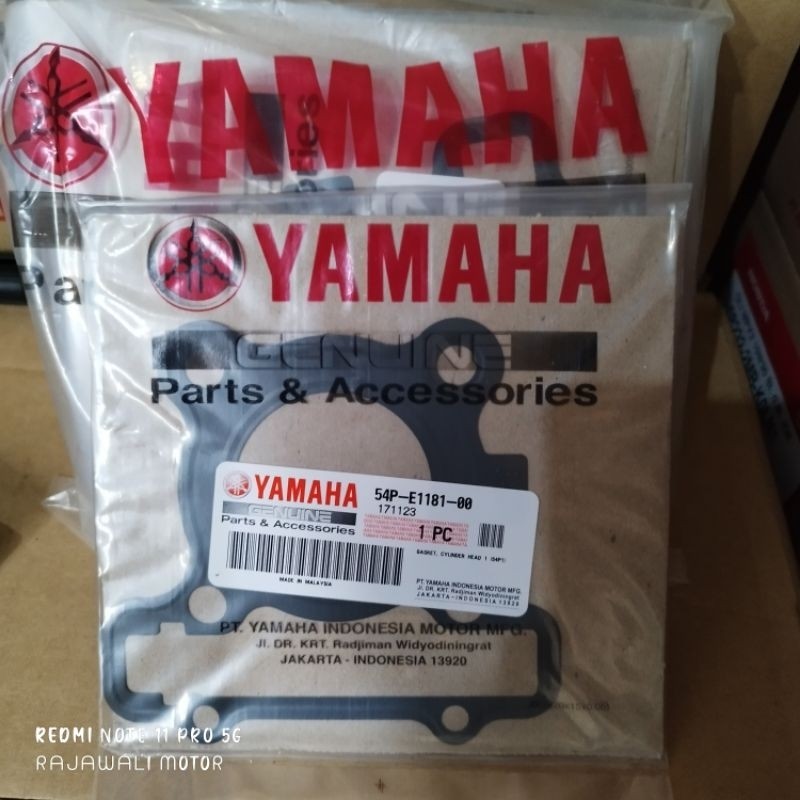 YAMAHA
YAMAHA
GENUINE
Parts & Accessories
YAMAHA 54P-E1181-00
GENUINE 171123
Parts & Accessories 1 PC
GASKET, CYLINDER HEAD 1 (54P1)
MADE IN MALAYSIA
PT. YAMAHA INDONESIA MOTOR MFG.
Jl. DR. KRT. Radjiman Widyodiningrat
JAKARTA-INDONESIA 13920
PT. YAMAHA INDONESIA MOTOR MFG.
Jl. DR. KRT. Radjiman Widyodiningrat
JAKARTA - INDONESIA 13920
REDMI NOTE 11 PRO 5G
RAJAWALI MOTOR